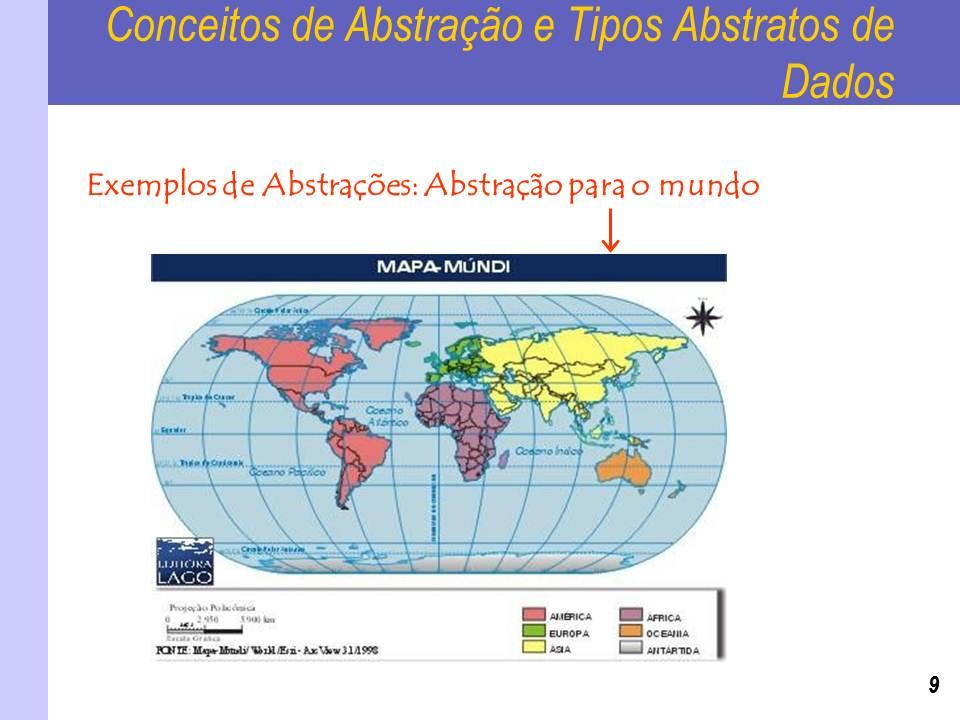 Conceitos de Abstração e Tipos Abstratos de
Dados
Exemplos de Abstrações: Abstração para o mundo
MAPA-MÚNDI
Círculo Polar Ártico
Oceano
Atlântico
Trópico de Câncer
Equador
Oceano Índico
Trópico de Capricórnio
Oceano Pacífico
Círculo Polar Antártico
EDITORA
LAGO
Projeção Policônica
0 2.950 5.900 km
Escala Gráfica
AMÉRICA
EUROPA
ÁSIA
ÁFRICA
OCEANIA
ANTÁRTIDA
FONTE: Mapa-Mundi/ World /Esri - Arc View 3.1/1998
9